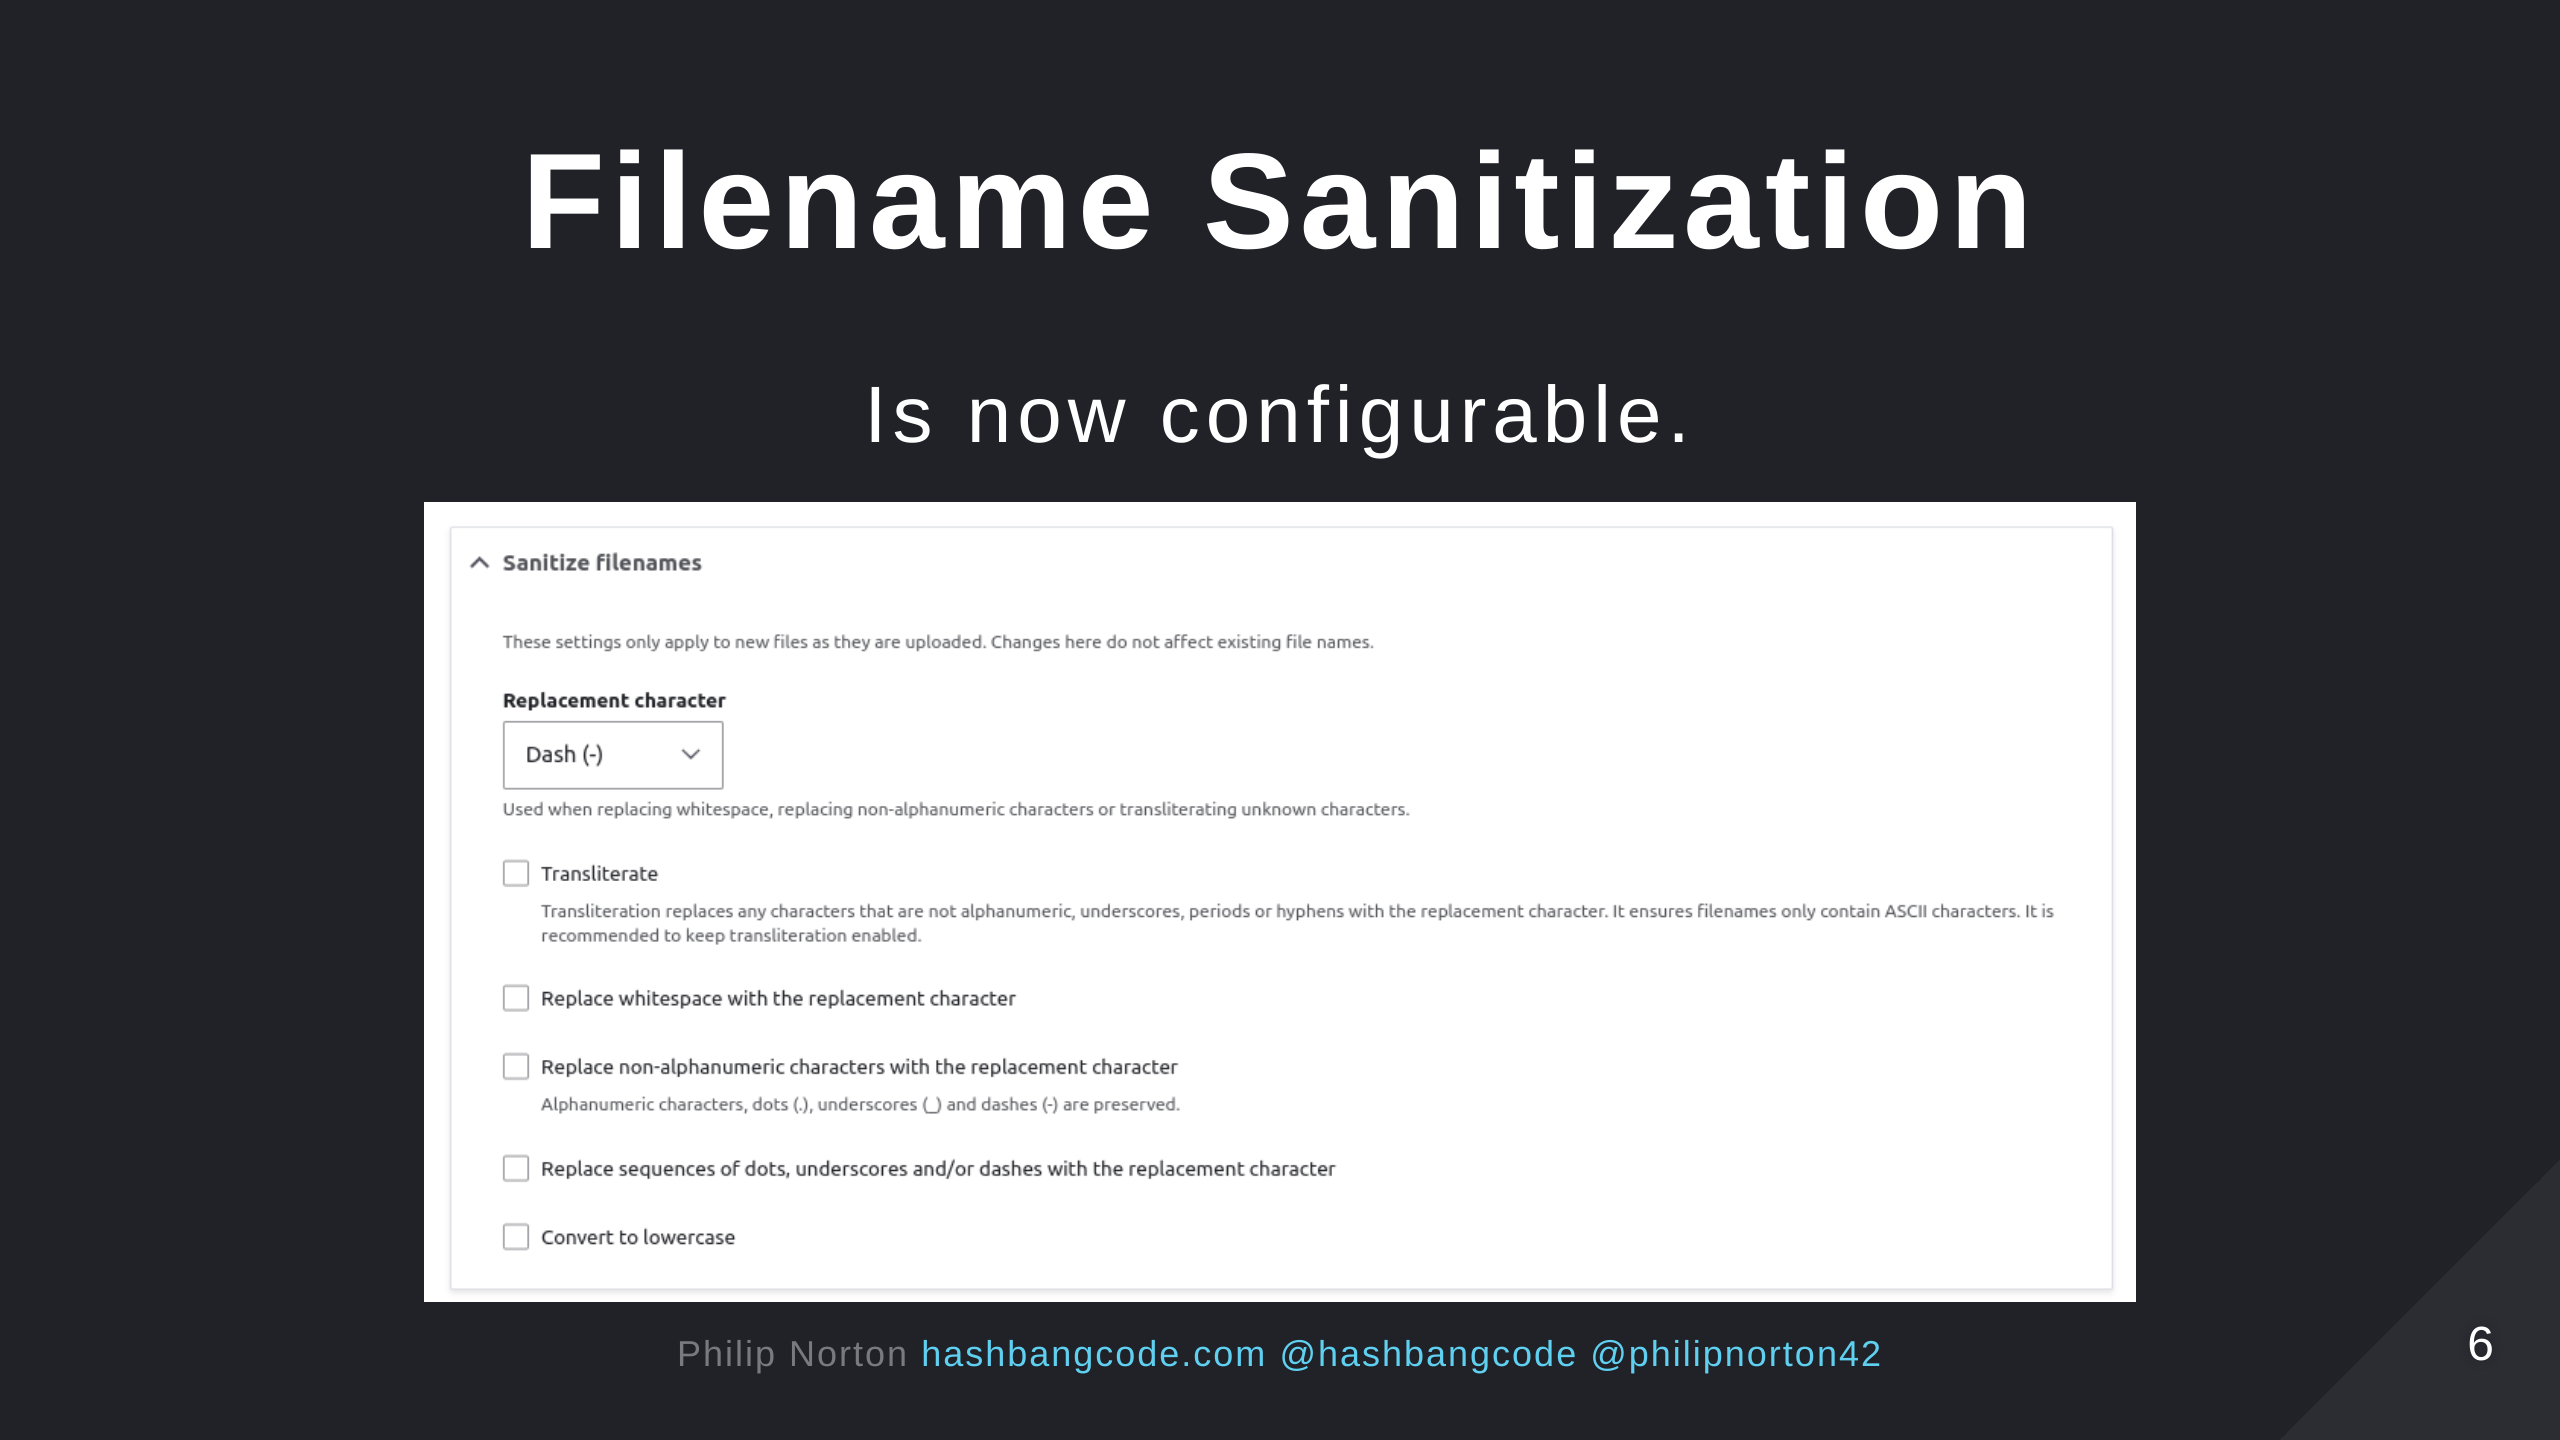 Filename Sanitization
Is now configurable.
Sanitize filenames
These settings only apply to new files as they are uploaded. Changes here do not affect existing file names.
Replacement character
Dash (-)
Used when replacing whitespace, replacing non-alphanumeric characters or transliterating unknown characters.
Transliterate
Transliteration replaces any characters that are not alphanumeric, underscores, periods or hyphens with the replacement character. It ensures filenames only contain ASCII characters. It is
recommended to keep transliteration enabled.
Replace whitespace with the replacement character
Replace non-alphanumeric characters with the replacement character
Alphanumeric characters, dots (.), underscores (_) and dashes (-) are preserved.
Replace sequences of dots, underscores and/or dashes with the replacement character
Convert to lowercase
Philip Norton hashbangcode.com @hashbangcode @philipnorton42
6